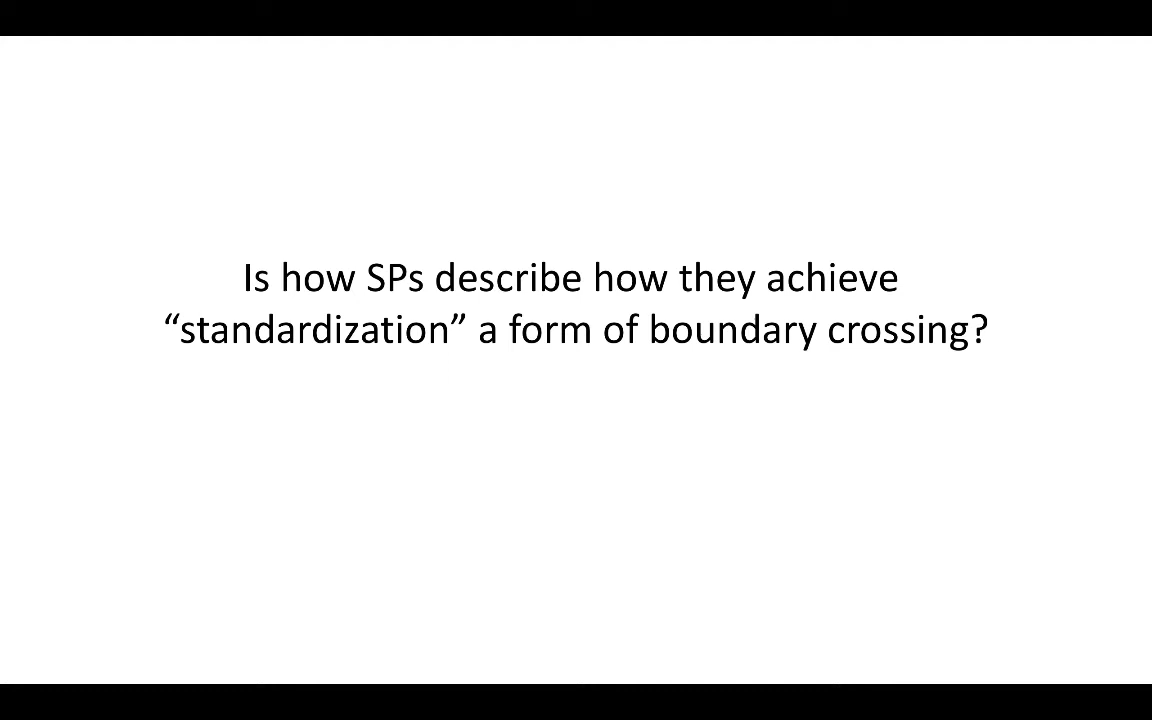 Is how SPs describe how they achieve
“standardization” a form of boundary crossing?